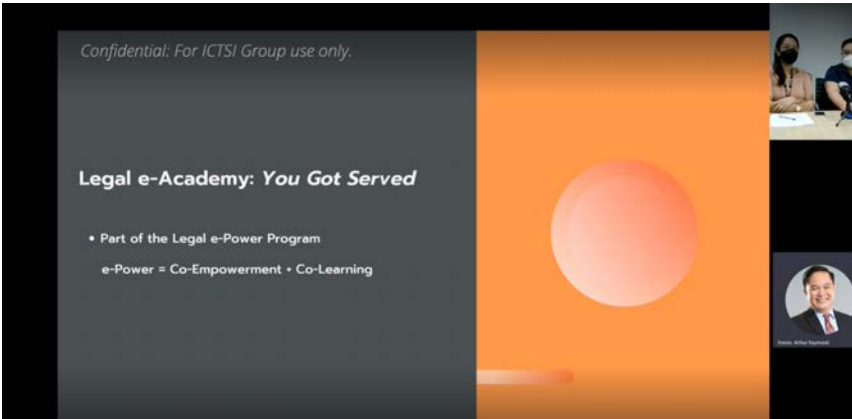 Confidential: For ICTSI Group use only.
Legal e-Academy: You Got Served
• Part of the Legal e-Power Program
e-Power = Co-Empowerment + Co-Learning